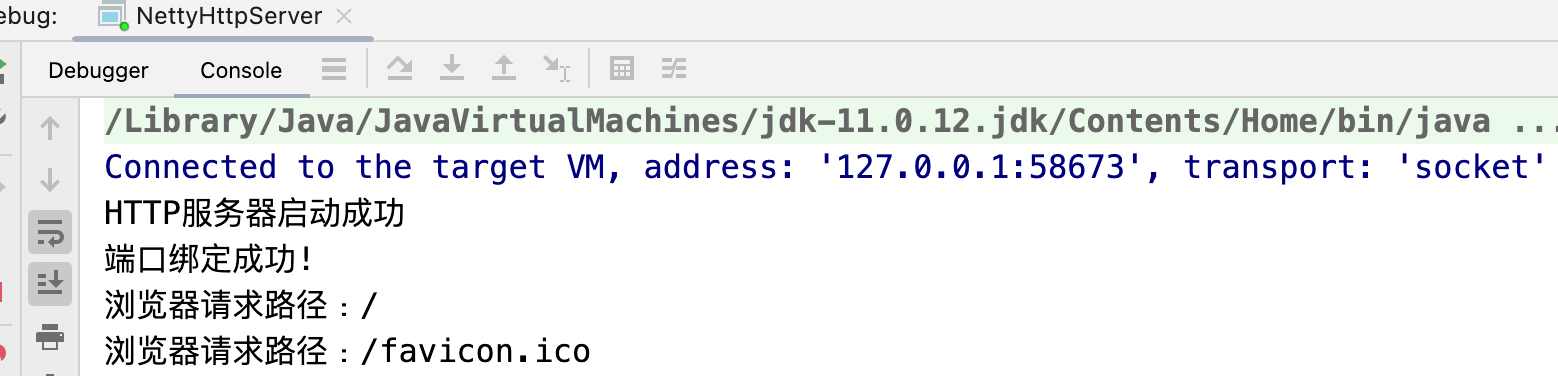 ebug: NettyHttpServer
Debugger Console
/Library/Java/JavaVirtualMachines/jdk-11.0.12.jdk/Contents/Home/bin/java ...
Connected to the target VM, address: '127.0.0.1:58673', transport: 'socket'
HTTP服务器启动成功
端口绑定成功!
浏览器请求路径：/
浏览器请求路径：/favicon.ico